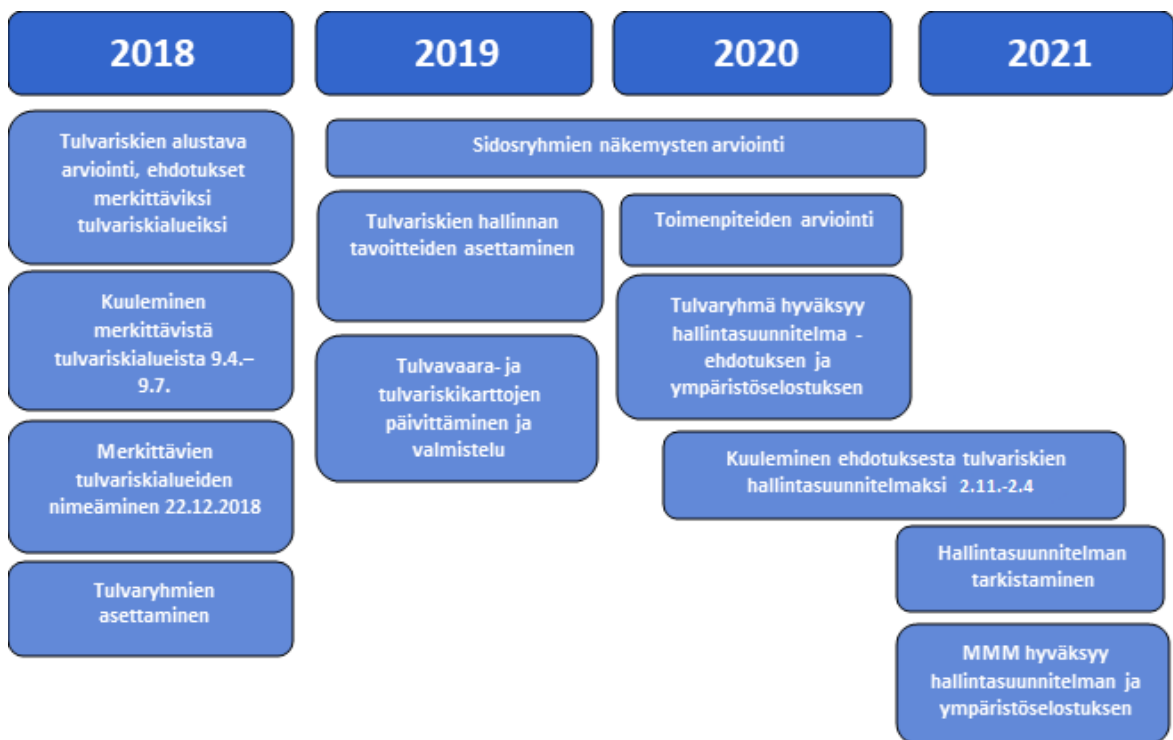 2018
2019
2020
2021
Tulvariskien alustava
arviointi, ehdotukset
merkittäviksi
tulvariskialueiksi
Kuuleminen
merkittävistä
tulvariskialueista 9.4.–
9.7.
Merkittävien
tulvariskialueiden
nimeäminen 22.12.2018
Tulvaryhmien
asettaminen
Sidosryhmien näkemysten arviointi
Tulvariskien hallinnan
tavoitteiden asettaminen
Tulvavaara- ja
tulvariskikarttojen
päivittäminen ja
valmistelu
Toimenpiteiden arviointi
Tulvaryhmä hyväksyy
hallintasuunnitelma -
ehdotuksen ja
ympäristöselostuksen
Kuuleminen ehdotuksesta tulvariskien
hallintasuunnitelmaksi 2.11.-2.4
Hallintasuunnitelman
tarkistaminen
MMM hyväksyy
hallintasuunnitelman ja
ympäristöselostuksen